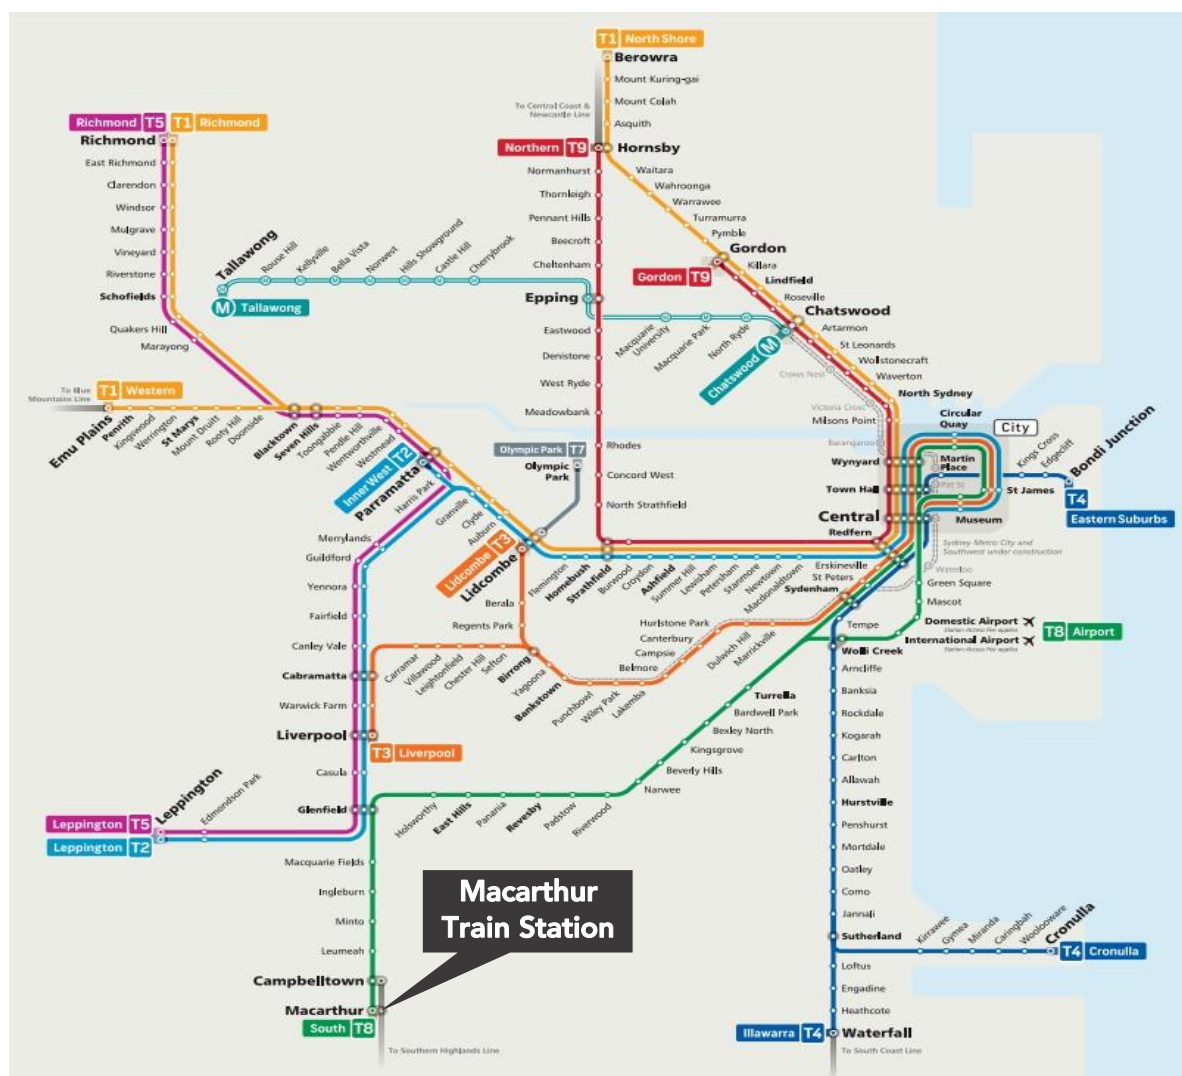 T1 North Shore
Berowra
Mount Kuring-gai
Mount Colah
To Central Coast &
Newcastle Line
Asquith
Richmond T5
T1 Richmond
Richmond
Northern T9
Hornsby
East Richmond
Clarendon
Windsor
Mulgrave
Vineyard
Riverstone
Schofields
Quakers Hill
Marayong
Normanhurst
Thornleigh
Pennant Hills
Beecroft
Cheltenham
Epping
Eastwood
Denistone
West Ryde
Meadowbank
Rhodes
Concord West
North Strathfield
Waitara
Wahroonga
Warrawee
Turramurra
Pymble
Gordon
Gordon T9
Killara
Lindfield
Roseville
Chatswood
Artarmon
St Leonards
Wollstonecraft
Waverton
North Sydney
Milsons Point
Tallawong
Rouse Hill
Kellyville
Bella Vista
Norwest
Hills Showground
Castle Hill
Cherrybrook
M Tallawong
Macquarie
University
Macquarie Park
North Ryde
Chatswood M
Crows Nest
Victoria Cross
Barangaroo
To Blue
Mountains Line
T1 Western
Emu Plains
Penrith
Kingswood
Werrington
St Marys
Mount Druitt
Rooty Hill
Doonside
Blacktown
Seven Hills
Toongabbie
Pendle Hill
Wentworthville
Westmead
Inner West T2
Parramatta
Harris Park
Granville
Clyde
Auburn
Olympic Park T7
Olympic
Park
Lidcombe T3
Lidcombe
Circular
Quay
City
Wynyard
Martin
Place
Town Hall
Pitt St
Central
Redfern
St James
Museum
Kings Cross
Edgecliff
Bondi Junction
T4
Eastern Suburbs
Sydney Metro City and
Southwest under construction
Waterloo
Flemington
Homebush
Strathfield
Burwood
Croydon
Ashfield
Summer Hill
Lewisham
Petersham
Stanmore
Newtown
Macdonaldtown
Erskineville
St Peters
Sydenham
Green Square
Mascot
Domestic Airport
Station Access Fee applies
International Airport
Station Access Fee applies
T8 Airport
Merrylands
Guildford
Yennora
Fairfield
Canley Vale
Cabramatta
Warwick Farm
Liverpool
T3 Liverpool
Casula
Glenfield
Leppington
Edmondson Park
Leppington T5
Leppington T2
Berala
Regents Park
Carramar
Villawood
Leightonfield
Chester Hill
Sefton
Birrong
Yagoona
Bankstown
Punchbowl
Wiley Park
Lakemba
Belmore
Campsie
Canterbury
Hurlstone Park
Dulwich Hill
Marrickville
Tempe
Wolli Creek
Arncliffe
Banksia
Rockdale
Kogarah
Carlton
Allawah
Hurstville
Penshurst
Mortdale
Oatley
Como
Jannali
Sutherland
Loftus
Engadine
Heathcote
Illawarra T4
Waterfall
To South Coast Line
Kirrawee
Gymea
Miranda
Caringbah
Woolooware
Cronulla
T4 Cronulla
Turrella
Bardwell Park
Bexley North
Kingsgrove
Beverly Hills
Narwee
Riverwood
Padstow
Revesby
Panania
East Hills
Holsworthy
Macquarie Fields
Ingleburn
Minto
Leumeah
Campbelltown
Macarthur
South T8
To Southern Highlands Line
Macarthur
Train Station